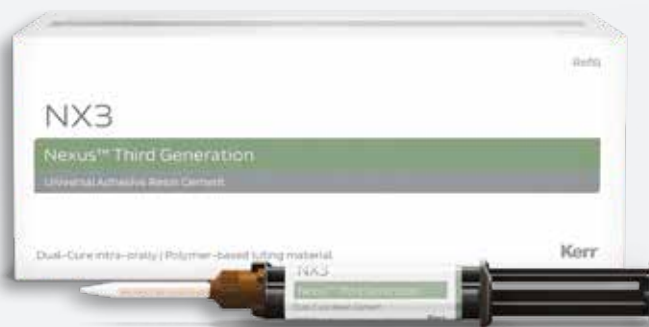 Refill
NX3
Nexus™ Third Generation
Universal Adhesive Resin Cement
Dual-Cure intra-orally | Polymer-based luting material
Kerr
NX3
Nexus™ Third Generation
Kerr